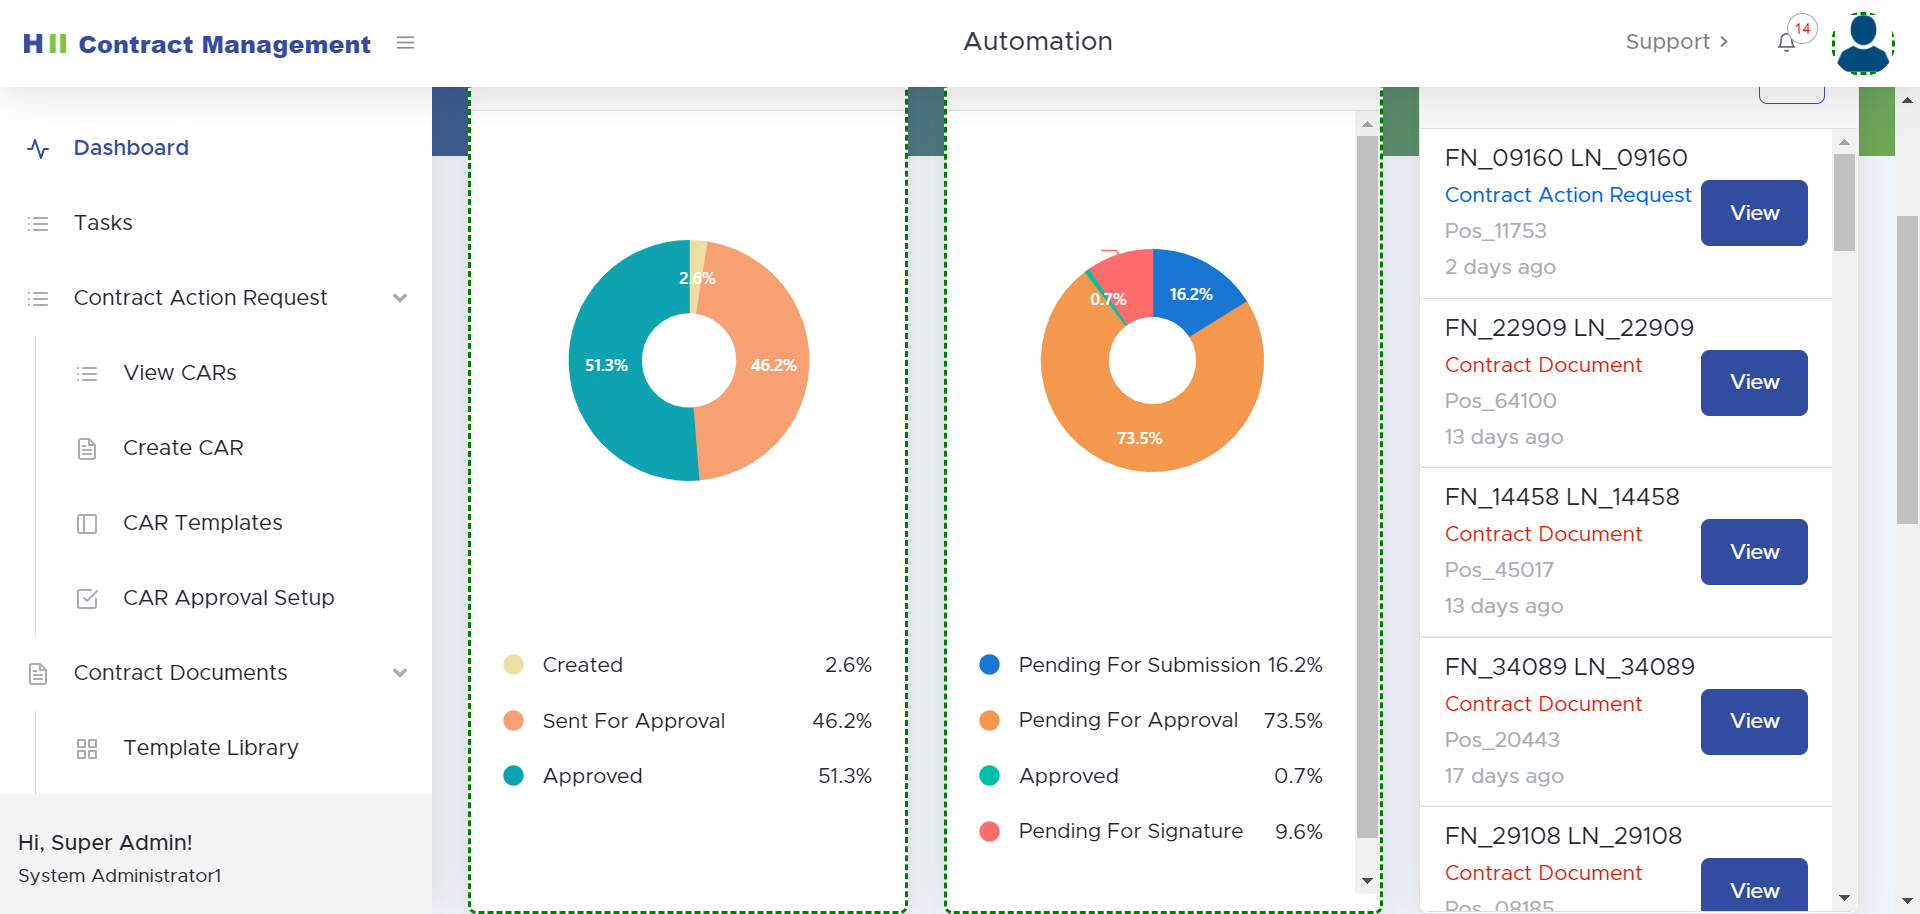 HII Contract Management
Automation
Support
14
Dashboard
Tasks
Contract Action Request
View CARs
Create CAR
CAR Templates
CAR Approval Setup
Contract Documents
Template Library
Hi, Super Admin!
System Administrator1
2.6%
51.3%
46.2%
Created 2.6%
Sent For Approval 46.2%
Approved 51.3%
16.2%
0.7%
73.5%
Pending For Submission 16.2%
Pending For Approval 73.5%
Approved 0.7%
Pending For Signature 9.6%
FN_09160 LN_09160
Contract Action Request
Pos_11753
2 days ago
View
FN_22909 LN_22909
Contract Document
Pos_64100
13 days ago
View
FN_14458 LN_14458
Contract Document
Pos_45017
13 days ago
View
FN_34089 LN_34089
Contract Document
Pos_20443
17 days ago
View
FN_29108 LN_29108
Contract Document
Pos_08185
View